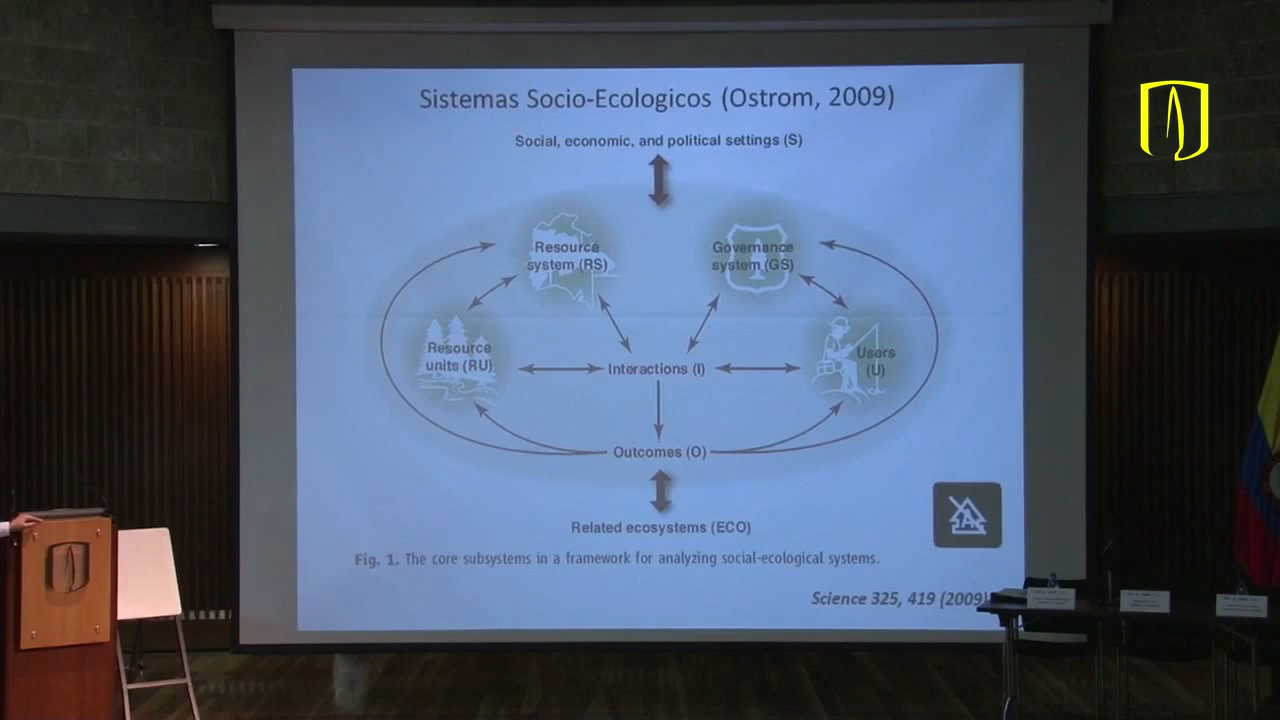 Sistemas Socio-Ecologicos (Ostrom, 2009)
Social, economic, and political settings (S)
Resource
system (RS)
Governance
system (GS)
Resource
units (RU)
Interactions (I)
Users
(U)
Outcomes (O)
Related ecosystems (ECO)
Fig. 1. The core subsystems in a framework for analyzing social-ecological systems.
Science 325, 419 (2009)